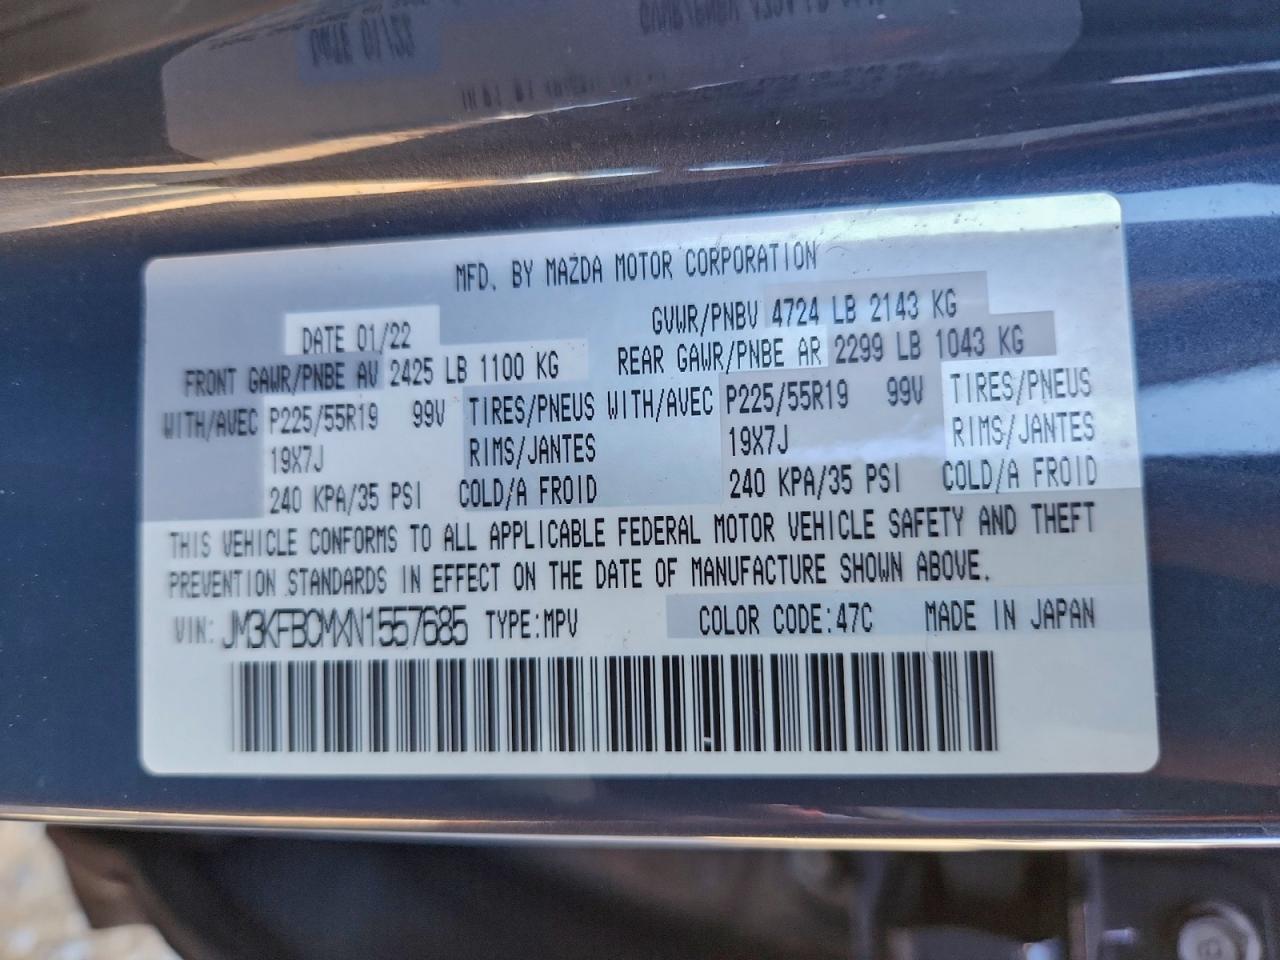 MFD. BY MAZDA MOTOR CORPORATION
DATE 01/22 GVWR/PNBV 4724 LB 2143 KG
FRONT GAWR/PNBE AV 2425 LB 1100 KG REAR GAWR/PNBE AR 2299 LB 1043 KG
WITH/AVEC P225/55R19 99V TIRES/PNEUS WITH/AVEC P225/55R19 99V TIRES/PNEUS
19X7J RIMS/JANTES 19X7J RIMS/JANTES
240 KPA/35 PSI COLD/A FROID 240 KPA/35 PSI COLD/A FROID
THIS VEHICLE CONFORMS TO ALL APPLICABLE FEDERAL MOTOR VEHICLE SAFETY AND THEFT
PREVENTION STANDARDS IN EFFECT ON THE DATE OF MANUFACTURE SHOWN ABOVE.
VIN: JM3KFBCMXN1557685 TYPE:MPV COLOR CODE:47C MADE IN JAPAN